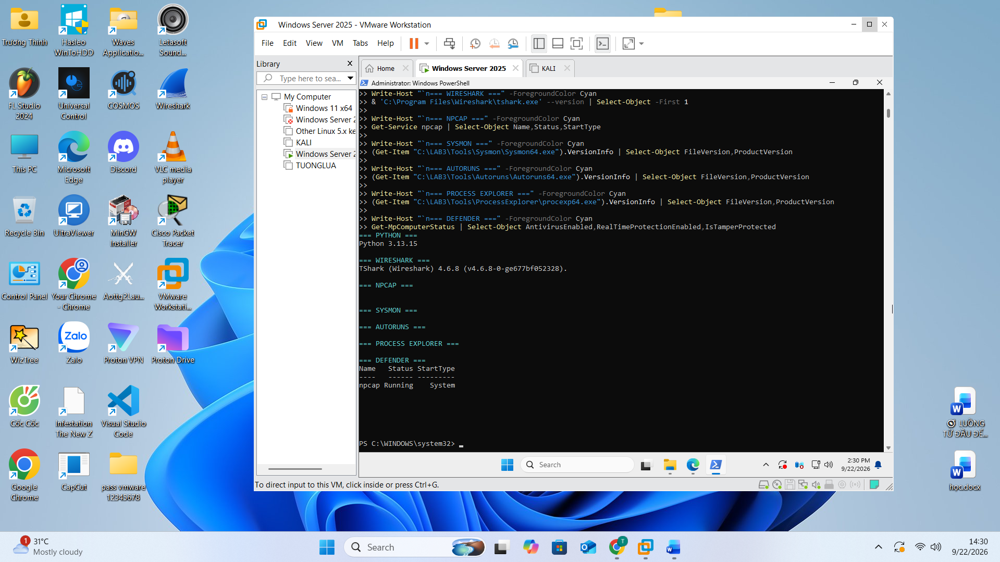 Trương Thinh
Hasleo
WinToHDD
Waves
Applicatio...
Letasoft
Sound...
FL Studio
2024
Universal
Control
COSMOS
Wireshark
This PC
Microsoft
Edge
Discord
VLC media
player
Recycle Bin
UltraViewer
MinGW
Installer
Cisco Packet
Tracer
Control Panel
Your Chrome
- Chrome
Aottg2Lau...
VMware
Workstati...
WizTree
Zalo
Zalo
Proton VPN
Proton Drive
Cốc Cốc
Infestation
The New Z
Visual Studio
Code
Google
Chrome
CapCut
pass vmware
12345678
Windows Server 2025 - VMware Workstation
File Edit View VM Tabs Help
Library
Type here to sea...
My Computer
Windows 11 x64
Windows Server 2
Other Linux 5.x ke
KALI
Windows Server 2
TUONGLUA
Home
Windows Server 2025
KALI
Administrator: Windows PowerShell
>> Write-Host "`n=== WIRESHARK ===" -ForegroundColor Cyan
>> & 'C:\Program Files\Wireshark\tshark.exe' --version | Select-Object -First 1
>>
>> Write-Host "`n=== NPCAP ===" -ForegroundColor Cyan
>> Get-Service npcap | Select-Object Name,Status,StartType
>>
>> Write-Host "`n=== SYSMON ===" -ForegroundColor Cyan
>> (Get-Item "C:\LAB3\Tools\Sysmon\Sysmon64.exe").VersionInfo | Select-Object FileVersion,ProductVersion
>>
>> Write-Host "`n=== AUTORUNS ===" -ForegroundColor Cyan
>> (Get-Item "C:\LAB3\Tools\Autoruns\Autoruns64.exe").VersionInfo | Select-Object FileVersion,ProductVersion
>>
>> Write-Host "`n=== PROCESS EXPLORER ===" -ForegroundColor Cyan
>> (Get-Item "C:\LAB3\Tools\ProcessExplorer\procexp64.exe").VersionInfo | Select-Object FileVersion,ProductVersion
>>
>> Write-Host "`n=== DEFENDER ===" -ForegroundColor Cyan
>> Get-MpComputerStatus | Select-Object AntivirusEnabled,RealTimeProtectionEnabled,IsTamperProtected
=== PYTHON ===
Python 3.13.15
=== WIRESHARK ===
TShark (Wireshark) 4.6.8 (v4.6.8-0-ge677bf052328).
=== NPCAP ===
=== SYSMON ===
=== AUTORUNS ===
=== PROCESS EXPLORER ===
=== DEFENDER ===
Name Status StartType
---- ------ ---------
npcap Running System
PS C:\WINDOWS\system32>
Search
2:30 PM
9/22/2026
To direct input to this VM, click inside or press Ctrl+G.
LUỒNG
TỪ ĐẦU ĐẾ...
học.docx
1
31°C
Mostly cloudy
Search
T
14:30
9/22/2026